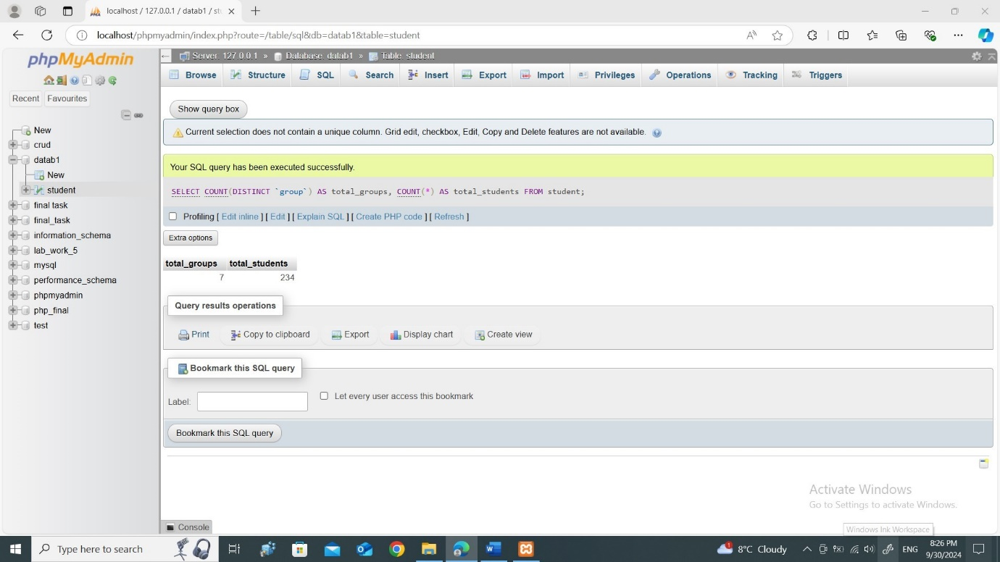 localhost / 127.0.0.1 / datab1 / st
localhost/phpmyadmin/index.php?route=/table/sql&db=datab1&table=student
phpMyAdmin
Recent Favourites
New
crud
datab1
New
student
final task
final_task
information_schema
lab_work_5
mysql
performance_schema
phpmyadmin
php_final
test
Server: 127.0.0.1 » Database: datab1 » Table: student
Browse Structure SQL Search Insert Export Import Privileges Operations Tracking Triggers
Show query box
Current selection does not contain a unique column. Grid edit, checkbox, Edit, Copy and Delete features are not available.
Your SQL query has been executed successfully.
SELECT COUNT(DISTINCT `group`) AS total_groups, COUNT(*) AS total_students FROM student;
Profiling [ Edit inline ] [ Edit ] [ Explain SQL ] [ Create PHP code ] [ Refresh ]
Extra options
total_groups total_students
7 234
Query results operations
Print Copy to clipboard Export Display chart Create view
Bookmark this SQL query
Label: Let every user access this bookmark
Bookmark this SQL query
Activate Windows
Go to Settings to activate Windows.
Console
Windows Ink Workspace
Type here to search
1
8°C Cloudy
ENG
8:26 PM
9/30/2024